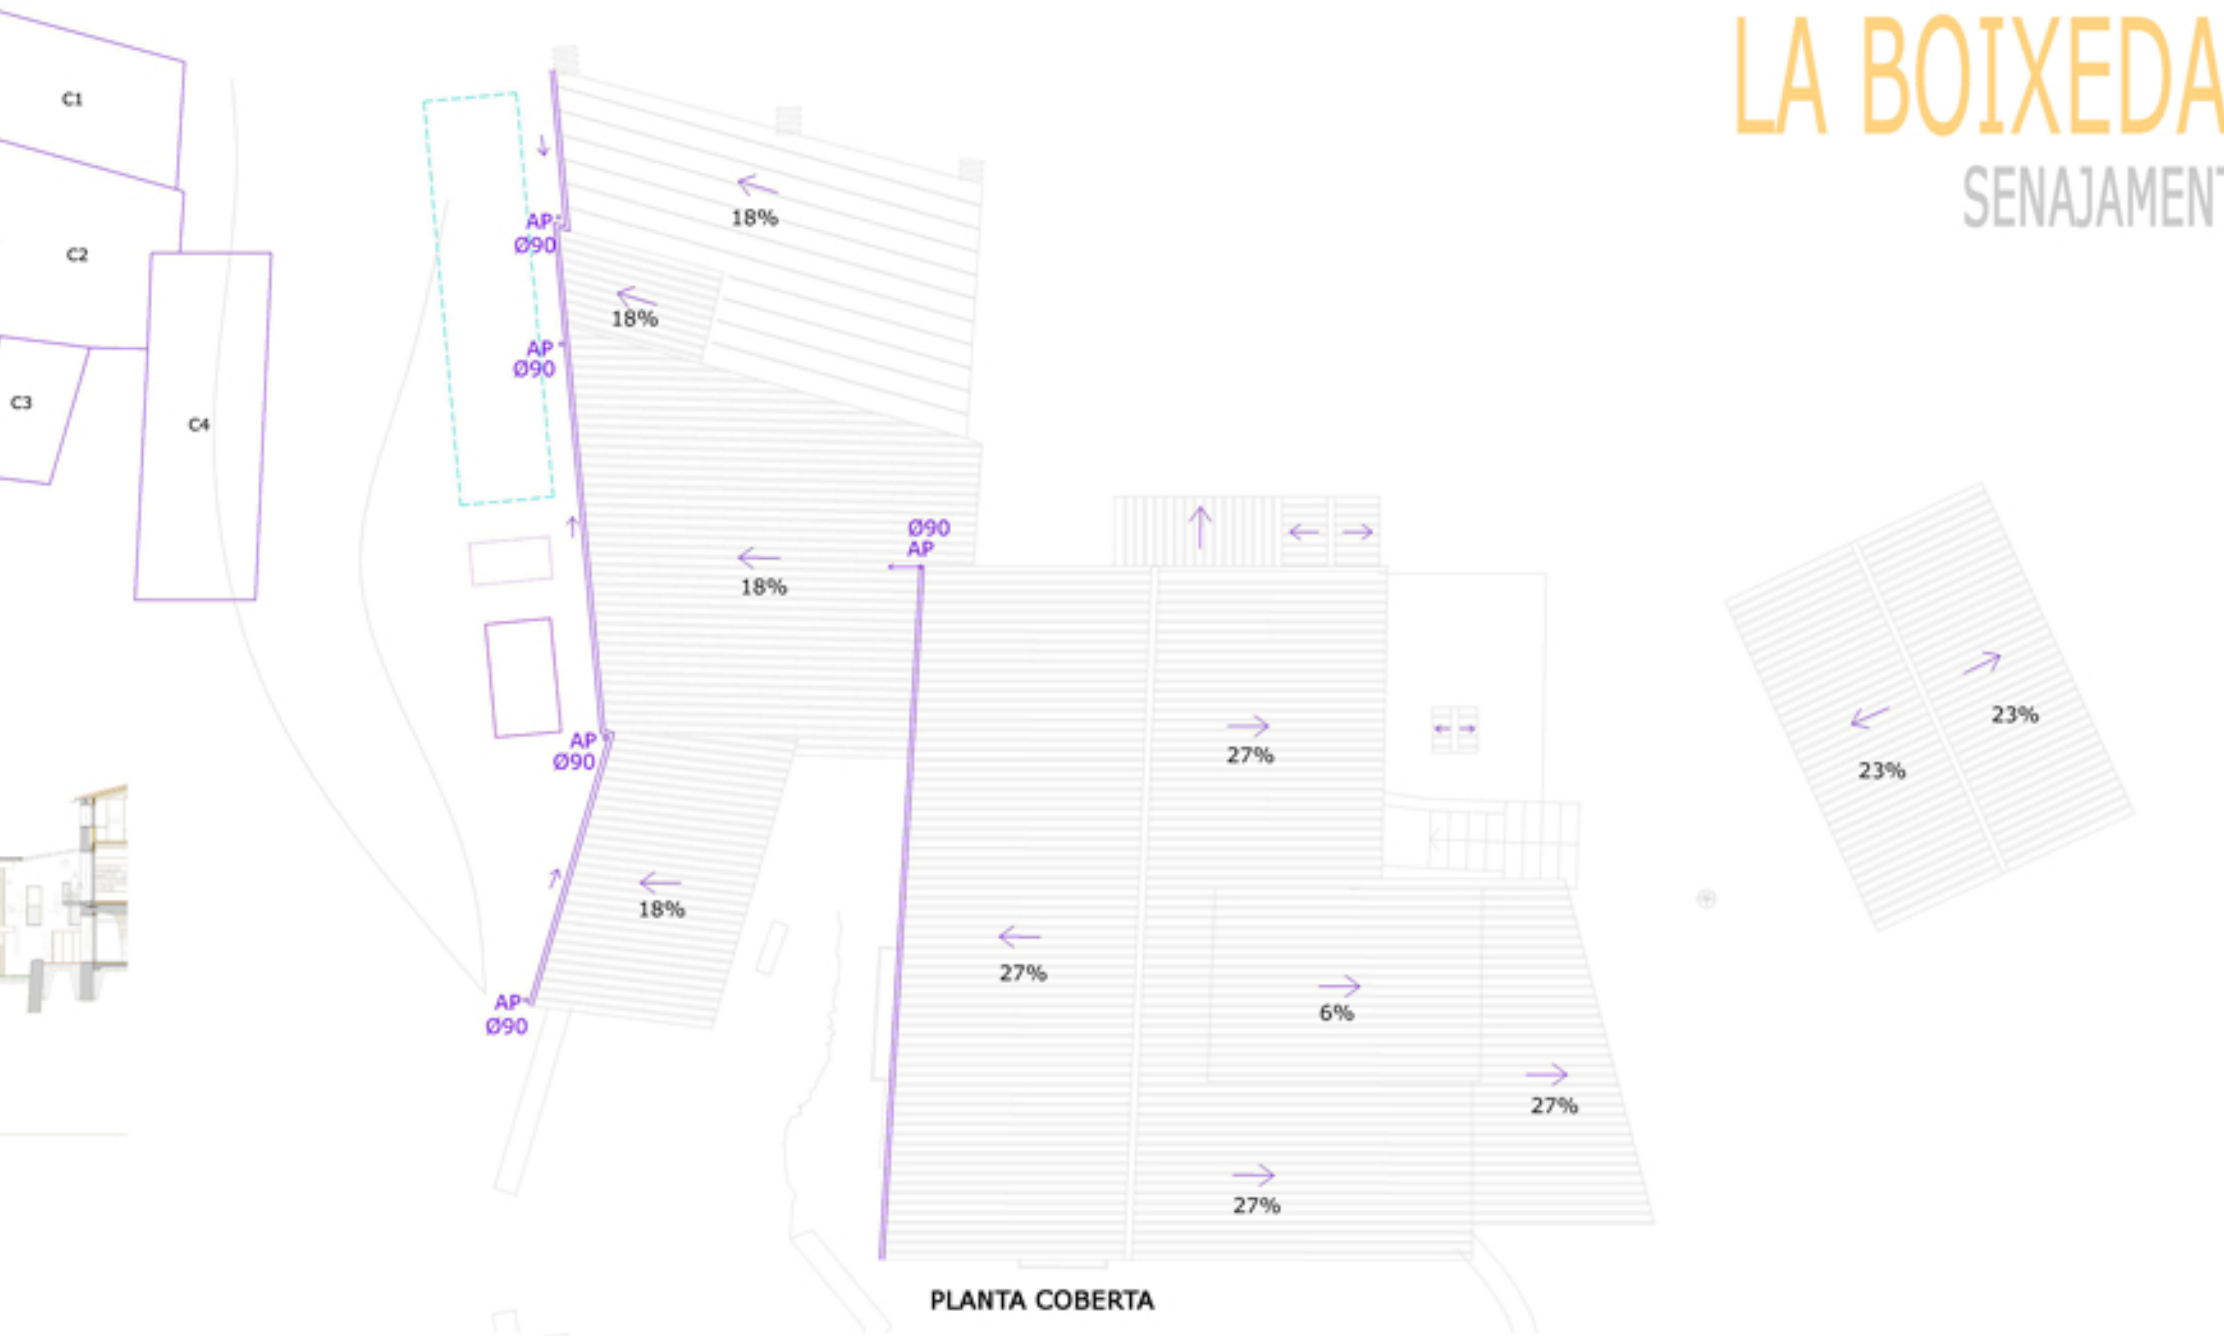 LA BOIXEDA
SENAJAMENT
C1
C2
C3
C4
18%
AP
Ø90
18%
AP
Ø90
Ø90
AP
18%
AP
Ø90
18%
AP
Ø90
27%
27%
6%
27%
27%
23%
23%
PLANTA COBERTA